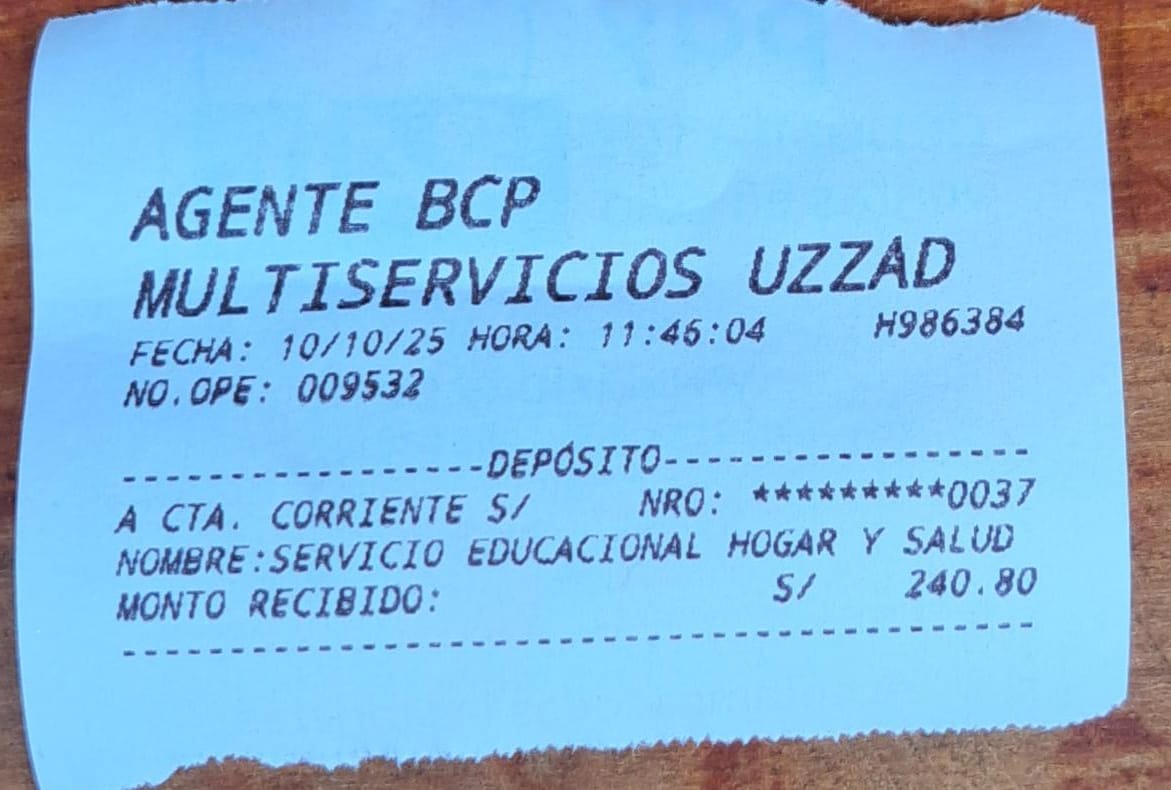 AGENTE BCP
MULTISERVICIOS UZZAD
FECHA: 10/10/25 HORA: 11:46:04 H986384
NO.OPE: 009532
-----------------DEPÓSITO-----------------
A CTA. CORRIENTE S/ NRO: *********0037
NOMBRE:SERVICIO EDUCACIONAL HOGAR Y SALUD
MONTO RECIBIDO: S/ 240.80